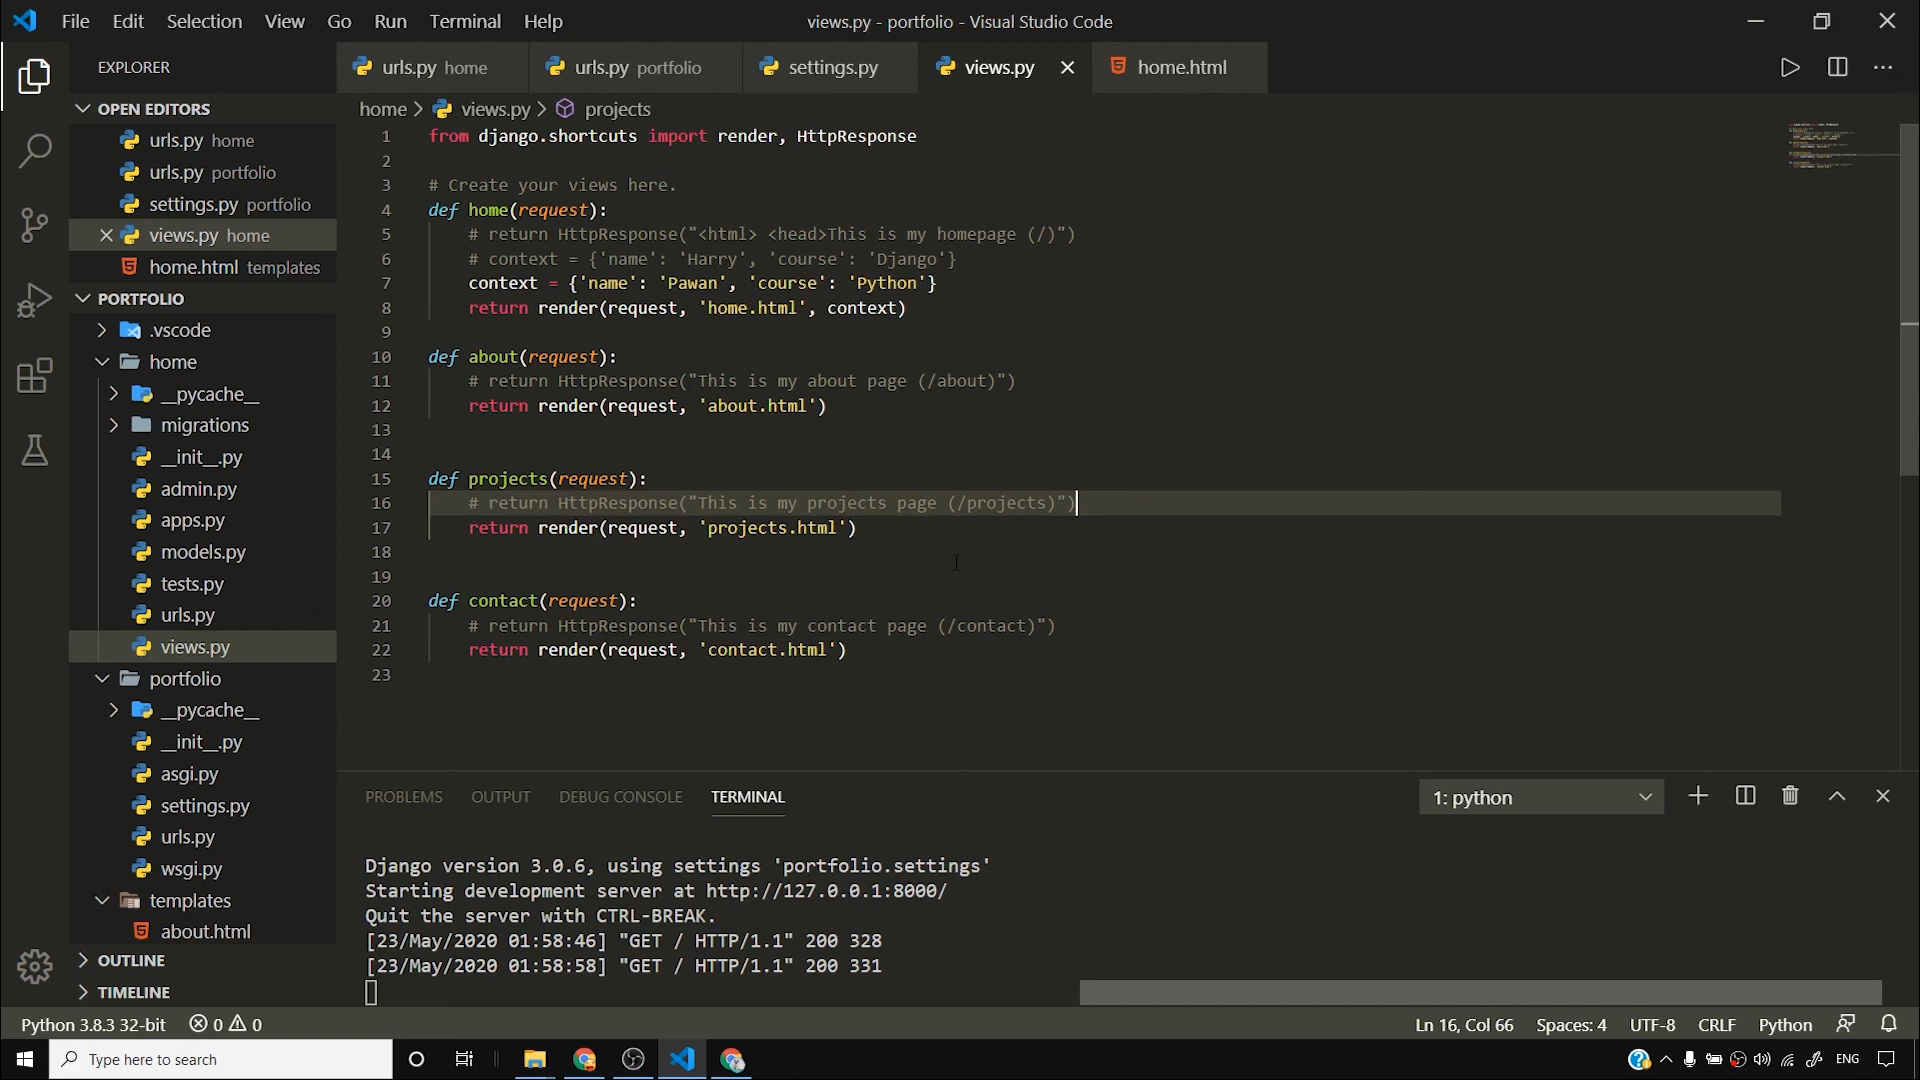 File Edit Selection View Go Run Terminal Help views.py - portfolio - Visual Studio Code
EXPLORER
OPEN EDITORS
urls.py home
urls.py portfolio
settings.py portfolio
views.py home
home.html templates
PORTFOLIO
.vscode
home
__pycache__
migrations
__init__.py
admin.py
apps.py
models.py
tests.py
urls.py
views.py
portfolio
__pycache__
__init__.py
asgi.py
settings.py
urls.py
wsgi.py
templates
about.html
OUTLINE
TIMELINE
urls.py home urls.py portfolio settings.py views.py home.html
home > views.py > projects
1 from django.shortcuts import render, HttpResponse
2
3 # Create your views here.
4 def home(request):
5 # return HttpResponse("<html> <head>This is my homepage (/)")
6 # context = {'name': 'Harry', 'course': 'Django'}
7 context = {'name': 'Pawan', 'course': 'Python'}
8 return render(request, 'home.html', context)
9
10 def about(request):
11 # return HttpResponse("This is my about page (/about)")
12 return render(request, 'about.html')
13
14
15 def projects(request):
16 # return HttpResponse("This is my projects page (/projects)")
17 return render(request, 'projects.html')
18
19
20 def contact(request):
21 # return HttpResponse("This is my contact page (/contact)")
22 return render(request, 'contact.html')
23
PROBLEMS OUTPUT DEBUG CONSOLE TERMINAL 1: python
Django version 3.0.6, using settings 'portfolio.settings'
Starting development server at http://127.0.0.1:8000/
Quit the server with CTRL-BREAK.
[23/May/2020 01:58:46] "GET / HTTP/1.1" 200 328
[23/May/2020 01:58:58] "GET / HTTP/1.1" 200 331
Python 3.8.3 32-bit 0 0 Ln 16, Col 66 Spaces: 4 UTF-8 CRLF Python
Type here to search ENG